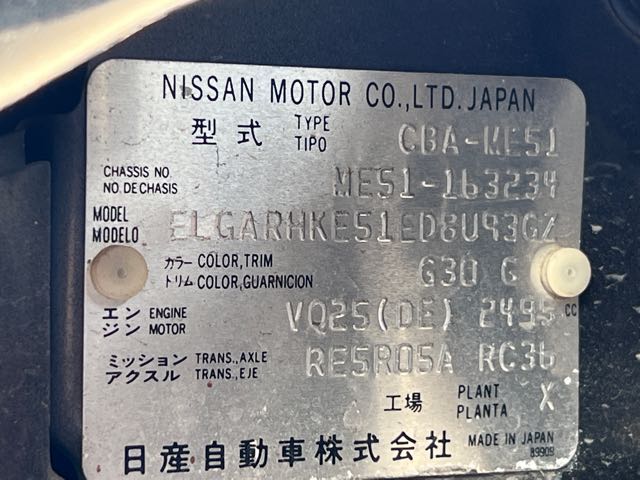 NISSAN MOTOR CO.,LTD. JAPAN
型式 TYPE TIPO CBA-ME51
CHASSIS NO. NO. DE CHASIS ME51-163234
MODEL MODELO ELGARHKE51ED8U93GZ
カラー COLOR, TRIM トリム COLOR, GUARNICION G30 G
エンジン ENGINE MOTOR VQ25(DE) 2495 CC
ミッション TRANS., AXLE アクスル TRANS., EJE RE5R05A RC36
工場 PLANT PLANTA X
日産自動車株式会社 MADE IN JAPAN
89909